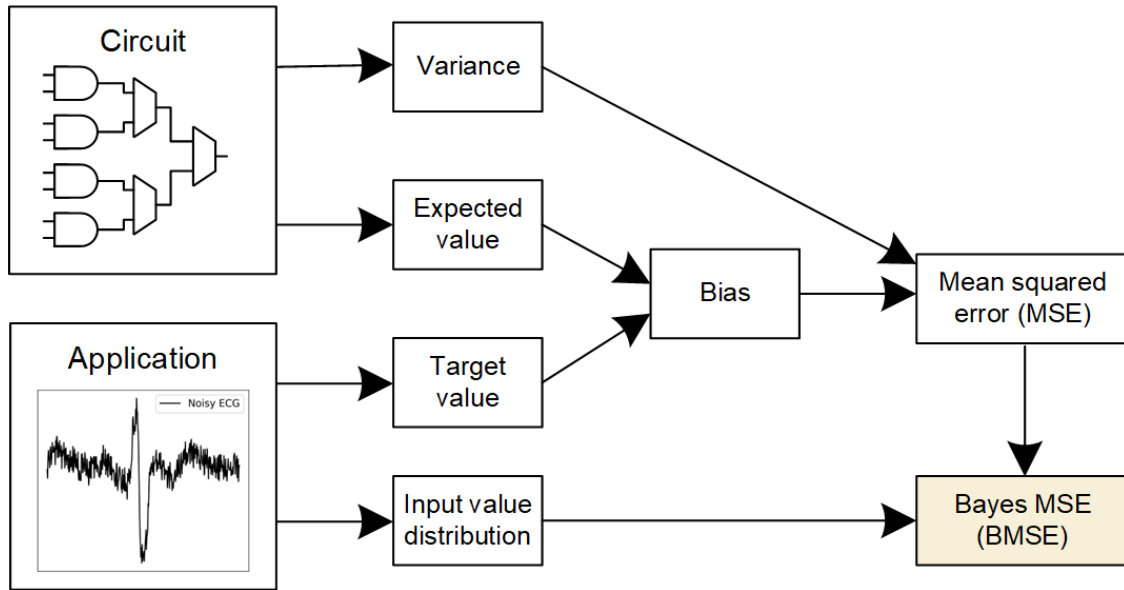 Circuit
Variance
Expected
value
Bias
Mean squared
error (MSE)
Application
Noisy ECG
Target
value
Input value
distribution
Bayes MSE
(BMSE)